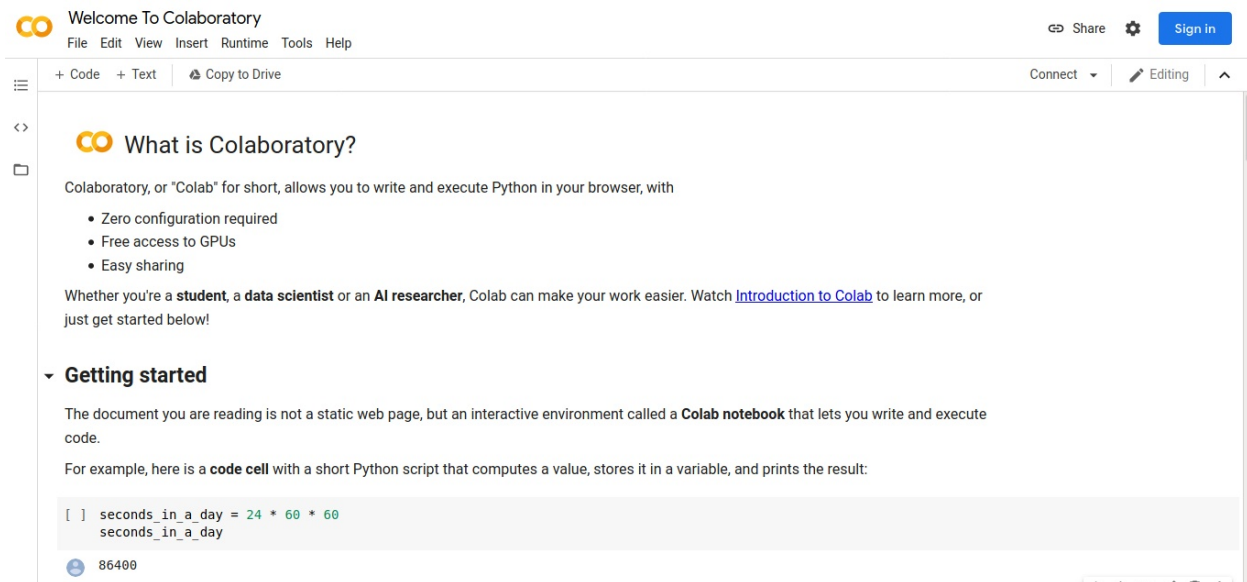 Welcome To Colaboratory
File Edit View Insert Runtime Tools Help
Share
Sign in
+ Code + Text Copy to Drive
Connect
Editing
What is Colaboratory?
Colaboratory, or "Colab" for short, allows you to write and execute Python in your browser, with
• Zero configuration required
• Free access to GPUs
• Easy sharing
Whether you're a student, a data scientist or an AI researcher, Colab can make your work easier. Watch Introduction to Colab to learn more, or
just get started below!
Getting started
The document you are reading is not a static web page, but an interactive environment called a Colab notebook that lets you write and execute
code.
For example, here is a code cell with a short Python script that computes a value, stores it in a variable, and prints the result:
[ ] seconds_in_a_day = 24 * 60 * 60
seconds_in_a_day
86400